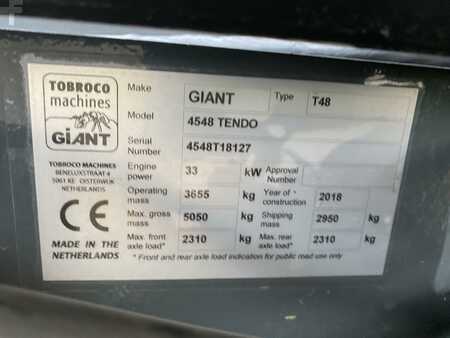 TOBROCO
machines
GiANT
TOBROCO MACHINES
BENELUXSTRAAT 4
5061 KE OISTERWIJK
NETHERLANDS
CE
MADE IN THE
NETHERLANDS
Make GIANT Type T48
Model 4548 TENDO
Serial Number 4548T18127
Engine power 33 kW Approval Number
Operating mass 3655 kg Year of construction 2018
Max. gross mass 5050 kg Shipping mass 2950 kg
Max. front axle load* 2310 kg Max. rear axle load* 2310 kg
* Front and rear axle load indication for public road use only